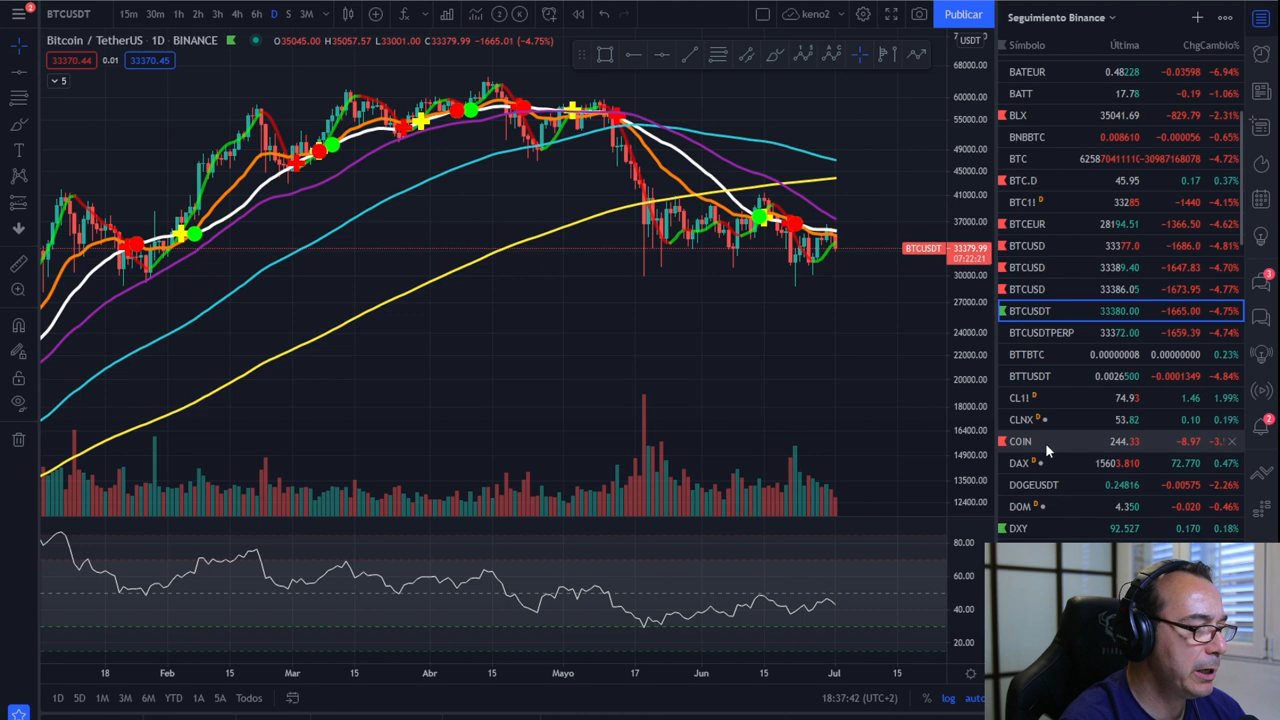 2
BTCUSDT 15m 30m 1h 2h 3h 4h 6h D S 3M 2 K keno2 Publicar
Bitcoin / TetherUS · 1D · BINANCE O35045.00 H35057.57 L33001.00 C33379.99 −1665.01 (−4.75%)
33370.44 0.01 33370.45
5
USDT
68000.00
60000.00
55000.00
49000.00
45000.00
41000.00
37000.00
BTCUSDT 33379.99
07:22:21
30000.00
27000.00
24000.00
22000.00
20000.00
18000.00
16400.00
14900.00
13600.00
12400.00
80.00
60.00
40.00
20.00
18 Feb 15 Mar 15 Abr 15 Mayo 17 Jun 15 Jul 15
1D 5D 1M 3M 6M YTD 1A 5A Todos 18:37:42 (UTC+2) % log auto
Seguimiento Binance
Símbolo Última Chg Cambio%
BATEUR 0.48228 −0.03598 −6.94%
BATT 17.78 −0.19 −1.06%
BLX 35041.69 −829.79 −2.31%
BNBBTC 0.008610 −0.000056 −0.65%
BTC −4.72%
BTC.D 45.95 0.17 0.37%
BTC1! D 33285 −1440 −4.15%
BTCEUR 28194.51 −1366.50 −4.62%
BTCUSD 33377.0 −1686.0 −4.81%
BTCUSD 33389.40 −1647.83 −4.70%
BTCUSD 33386.05 −1673.95 −4.77%
BTCUSDT 33380.00 −1665.00 −4.75%
BTCUSDTPERP 33372.00 −1659.39 −4.74%
BTTBTC 0.00000008 0.00000000 0.23%
BTTUSDT 0.0026500 −0.0001349 −4.84%
CL1! D 74.93 1.46 1.99%
CLNX D 53.82 0.10 0.19%
COIN 244.33 −8.97
DAX D 15603.810 72.770 0.47%
DOGEUSDT 0.24816 −0.00575 −2.26%
DOM D 4.350 −0.020 −0.46%
DXY 92.527 0.170 0.18%
3
2